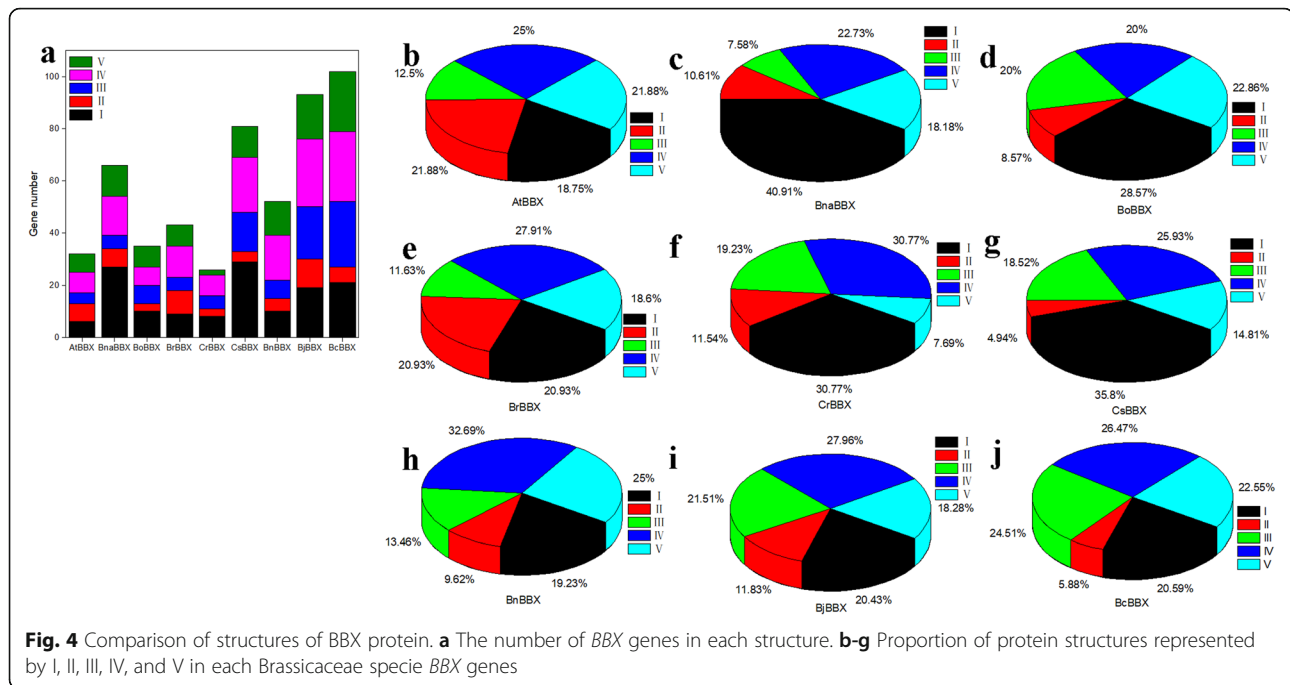 a
Gene number
100
80
60
40
20
0
V
IV
III
II
I
AtBBX BnaBBX BoBBX BrBBX CrBBX CsBBX BnBBX BjBBX BcBBX
b
25%
12.5%
21.88%
21.88%
18.75%
I
II
III
IV
V
AtBBX
c
22.73%
7.58%
10.61%
18.18%
40.91%
I
II
III
IV
V
BnaBBX
d
20%
20%
22.86%
8.57%
28.57%
I
II
III
IV
V
BoBBX
e
27.91%
11.63%
18.6%
20.93%
20.93%
I
II
III
IV
V
BrBBX
f
30.77%
19.23%
11.54%
7.69%
30.77%
I
II
III
IV
V
CrBBX
g
25.93%
18.52%
4.94%
14.81%
35.8%
I
II
III
IV
V
CsBBX
h
32.69%
25%
13.46%
9.62%
19.23%
I
II
III
IV
V
BnBBX
i
27.96%
21.51%
18.28%
11.83%
20.43%
I
II
III
IV
V
BjBBX
j
26.47%
22.55%
24.51%
5.88%
20.59%
I
II
III
IV
V
BcBBX
Fig. 4 Comparison of structures of BBX protein. a The number of BBX genes in each structure. b-g Proportion of protein structures represented
by I, II, III, IV, and V in each Brassicaceae specie BBX genes